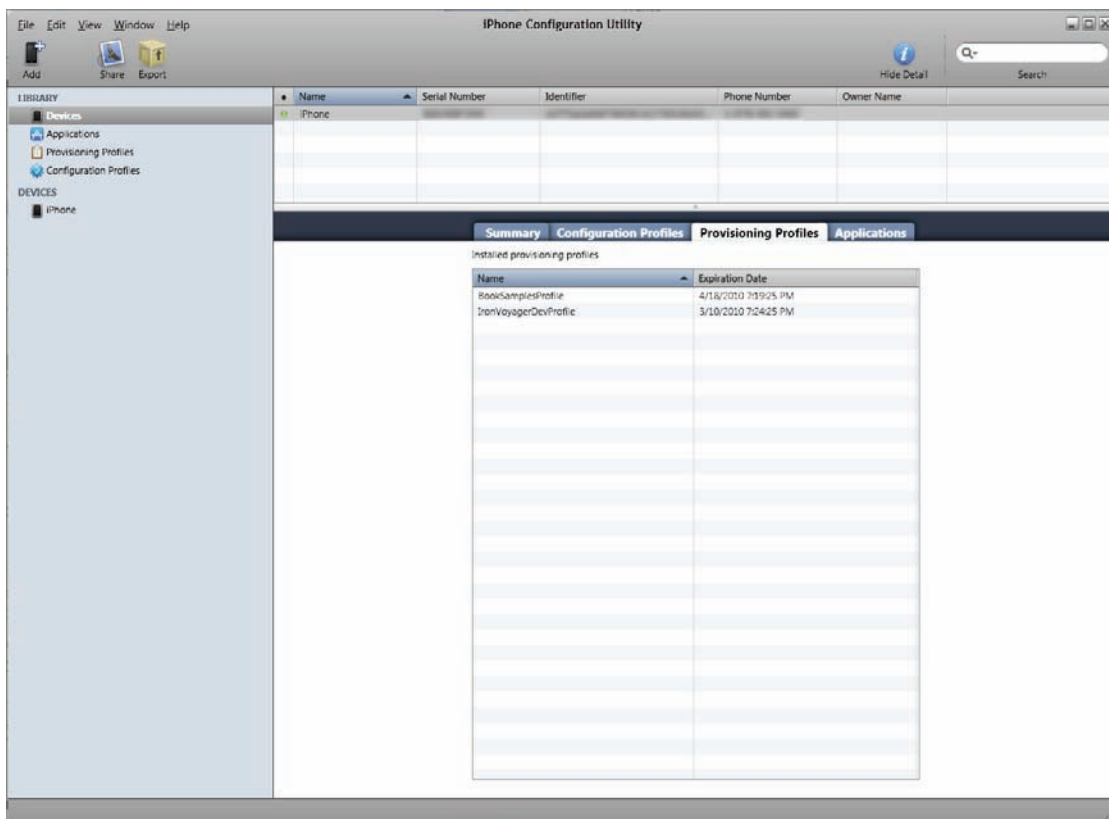 iPhone Configuration Utility
File Edit View Window Help
Add Share Export Hide Detail Search
LIBRARY
Devices
Applications
Provisioning Profiles
Configuration Profiles
DEVICES
iPhone
Name Serial Number Identifier Phone Number Owner Name
iPhone
Summary Configuration Profiles Provisioning Profiles Applications
Installed provisioning profiles
Name Expiration Date
BookSamplesProfile 4/18/2010 7:19:25 PM
IronVoyagerDevProfile 3/10/2010 7:24:25 PM